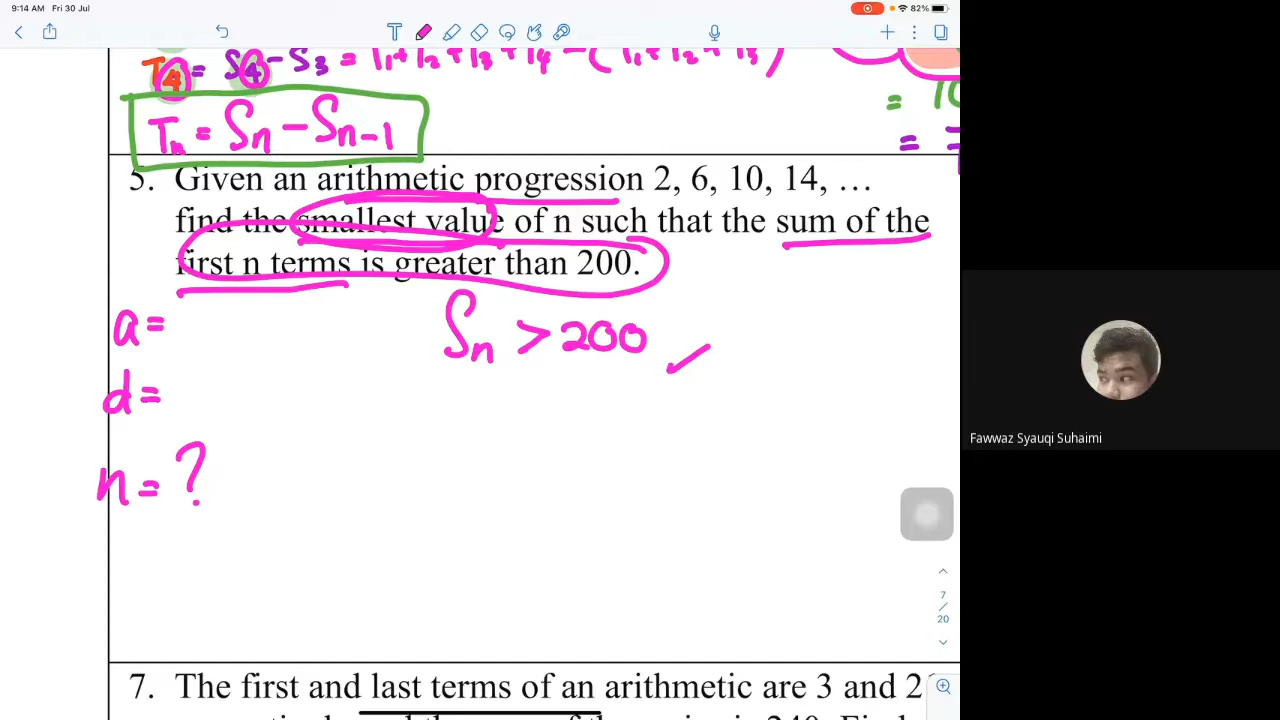 9:14 AM Fri 30 Jul
82%
T4 = S4 - S3 = T1 + T2 + T3 + T4 - (T1 + T2 + T3)
= 10
=
Tn = Sn - Sn-1
5. Given an arithmetic progression 2, 6, 10, 14, …
find the smallest value of n such that the sum of the
first n terms is greater than 200.
a=
Sn > 200 ✓
d=
n= ?
Fawwaz Syauqi Suhaimi
7
/
20
7. The first and last terms of an arithmetic are 3 and 2